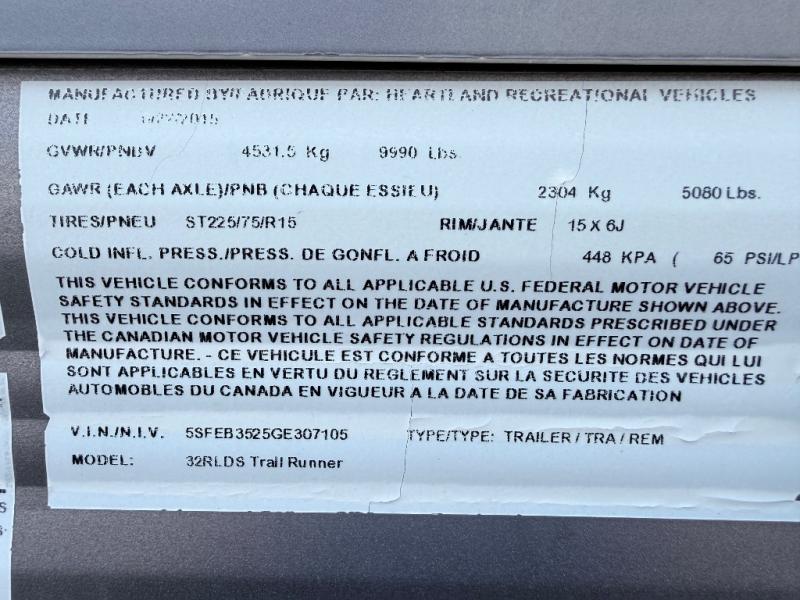 MANUFACTURED BY/FABRIQUE PAR: HEARTLAND RECREATIONAL VEHICLES
DATE
GVWR/PNBV 4531.5 Kg 9990 Lbs.
GAWR (EACH AXLE)/PNB (CHAQUE ESSIEU) 2304 Kg 5080 Lbs.
TIRES/PNEU ST225/75/R15 RIM/JANTE 15 X 6J
COLD INFL. PRESS./PRESS. DE GONFL. A FROID 448 KPA ( 65 PSI/LP
THIS VEHICLE CONFORMS TO ALL APPLICABLE U.S. FEDERAL MOTOR VEHICLE
SAFETY STANDARDS IN EFFECT ON THE DATE OF MANUFACTURE SHOWN ABOVE.
THIS VEHICLE CONFORMS TO ALL APPLICABLE STANDARDS PRESCRIBED UNDER
THE CANADIAN MOTOR VEHICLE SAFETY REGULATIONS IN EFFECT ON DATE OF
MANUFACTURE. - CE VEHICULE EST CONFORME A TOUTES LES NORMES QUI LUI
SONT APPLICABLES EN VERTU DU REGLEMENT SUR LA SECURITE DES VEHICLES
AUTOMOBLES DU CANADA EN VIGUEUR A LA DATE DE SA FABRICATION
V.I.N./N.I.V. 5SFEB3525GE307105 TYPE/TYPE: TRAILER / TRA / REM
MODEL: 32RLDS Trail Runner